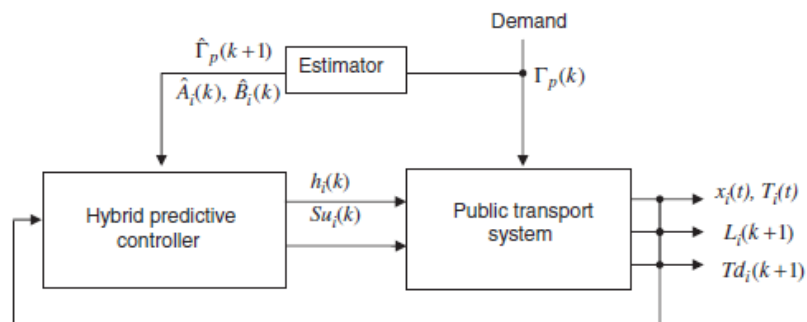 Demand
Γ̂ₚ(k+1)
Estimator
Γₚ(k)
Âᵢ(k), B̂ᵢ(k)
hᵢ(k)
Hybrid predictive
controller
Suᵢ(k)
Public transport
system
xᵢ(t), Tᵢ(t)
Lᵢ(k+1)
Tdᵢ(k+1)